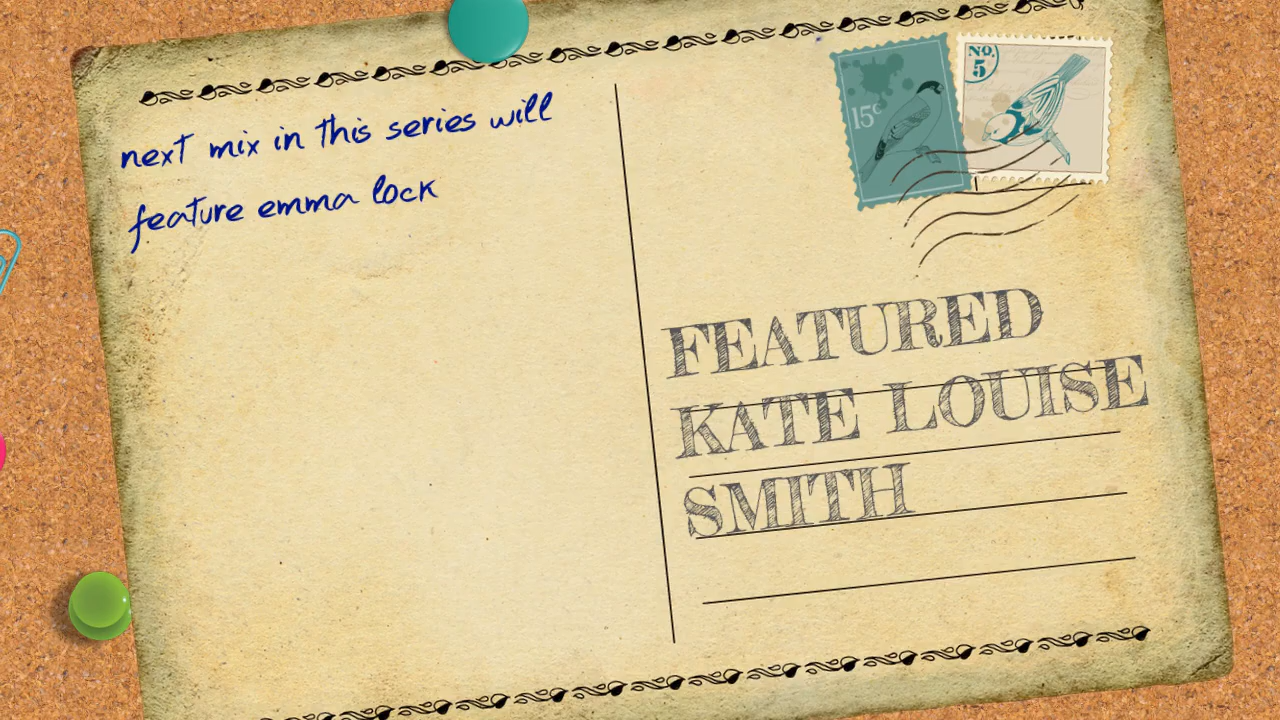 next mix in this series will
feature emma lock
15c
NO.
5
FEATURED
KATE LOUISE
SMITH